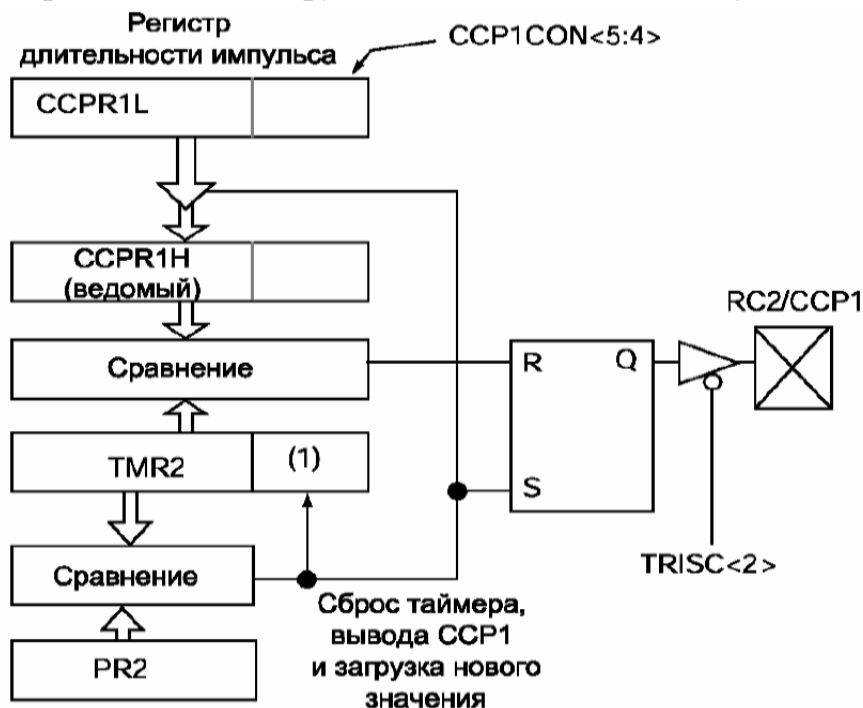 Регистр
длительности импульса
CCP1CON<5:4>
CCPR1L
CCPR1H
(ведомый)
RC2/CCP1
Сравнение
R
Q
TMR2
(1)
S
Сравнение
TRISC<2>
Сброс таймера,
вывода CCP1
и загрузка нового
значения
PR2